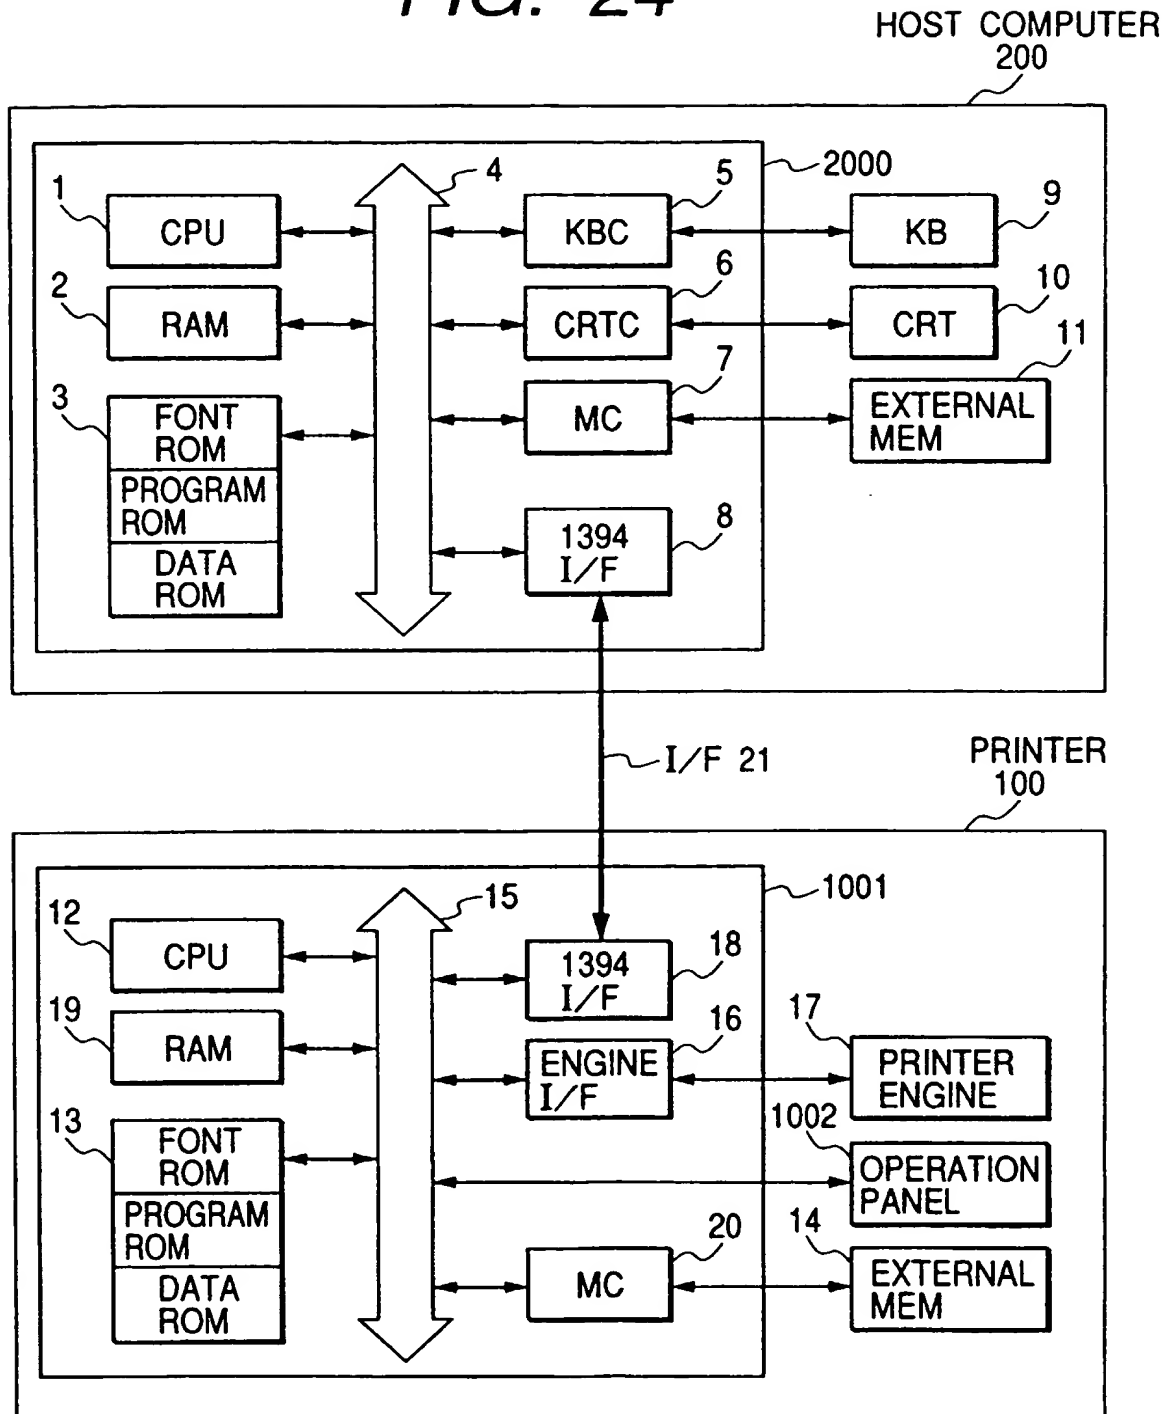 FIG. 24
HOST COMPUTER
200
2000
1
CPU
4
5
KBC
9
KB
2
RAM
6
CRTC
10
CRT
3
FONT
ROM
PROGRAM
ROM
DATA
ROM
7
MC
11
EXTERNAL
MEM
8
1394
I/F
I/F 21
PRINTER
100
1001
12
CPU
15
18
1394
I/F
19
RAM
16
ENGINE
I/F
17
PRINTER
ENGINE
13
FONT
ROM
PROGRAM
ROM
DATA
ROM
1002
OPERATION
PANEL
20
MC
14
EXTERNAL
MEM